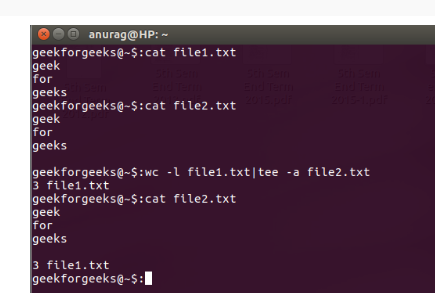 anurag@HP: ~
geekforgeeks@~$:cat file1.txt
geek
for
geeks
geekforgeeks@~$:cat file2.txt
geek
for
geeks

geekforgeeks@~$:wc -l file1.txt|tee -a file2.txt
3 file1.txt
geekforgeeks@~$:cat file2.txt
geek
for
geeks

3 file1.txt
geekforgeeks@~$: